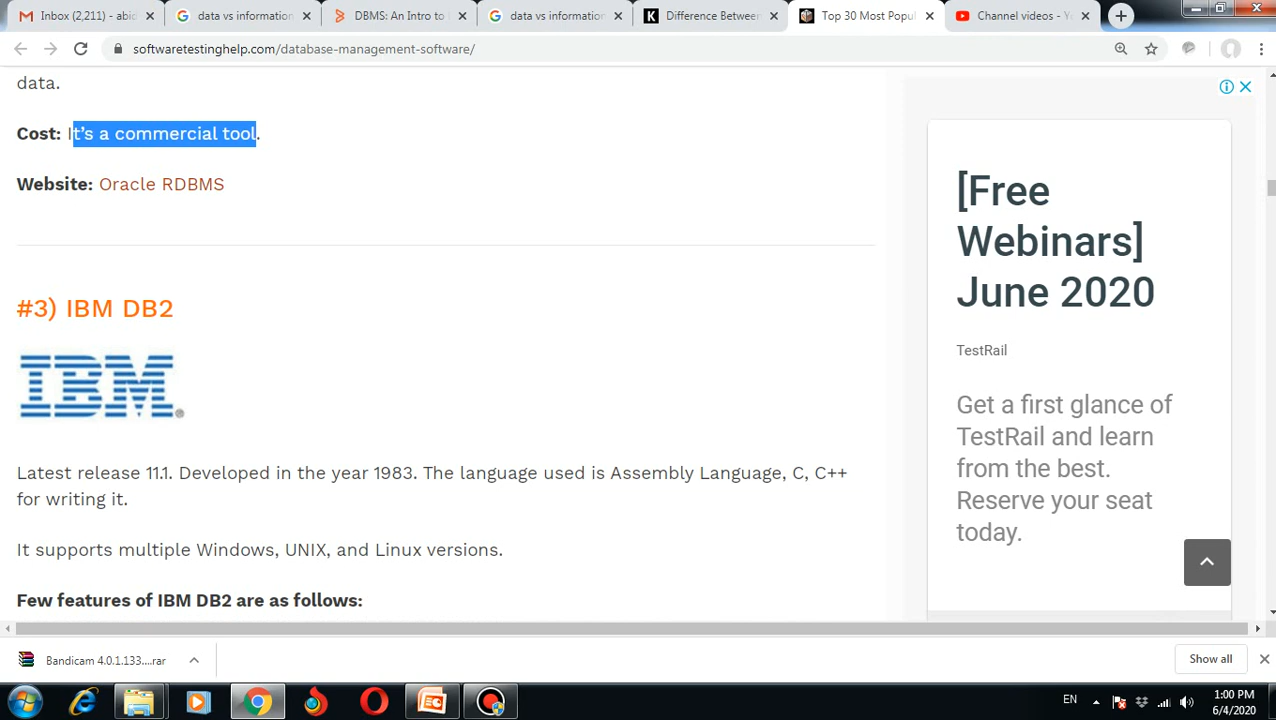 Inbox (2,211) - abid
data vs information
DBMS: An Intro to
data vs information
Difference Between
Top 30 Most Popul
Channel videos - Yo
softwaretestinghelp.com/database-management-software/
data.
Cost: It's a commercial tool.
Website: Oracle RDBMS
#3) IBM DB2
IBM
Latest release 11.1. Developed in the year 1983. The language used is Assembly Language, C, C++
for writing it.
It supports multiple Windows, UNIX, and Linux versions.
Few features of IBM DB2 are as follows:
[Free
Webinars]
June 2020
TestRail
Get a first glance of
TestRail and learn
from the best.
Reserve your seat
today.
Bandicam 4.0.1.133....rar
Show all
EN
1:00 PM
6/4/2020